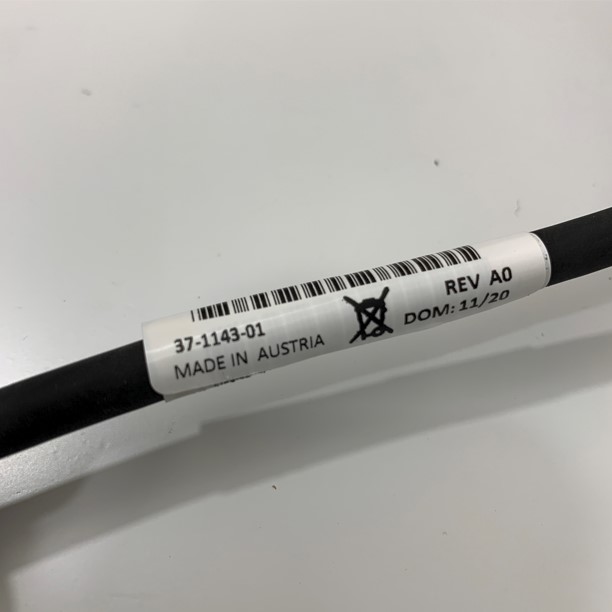 37-1143-01
MADE IN AUSTRIA
REV A0
DOM: 11/20